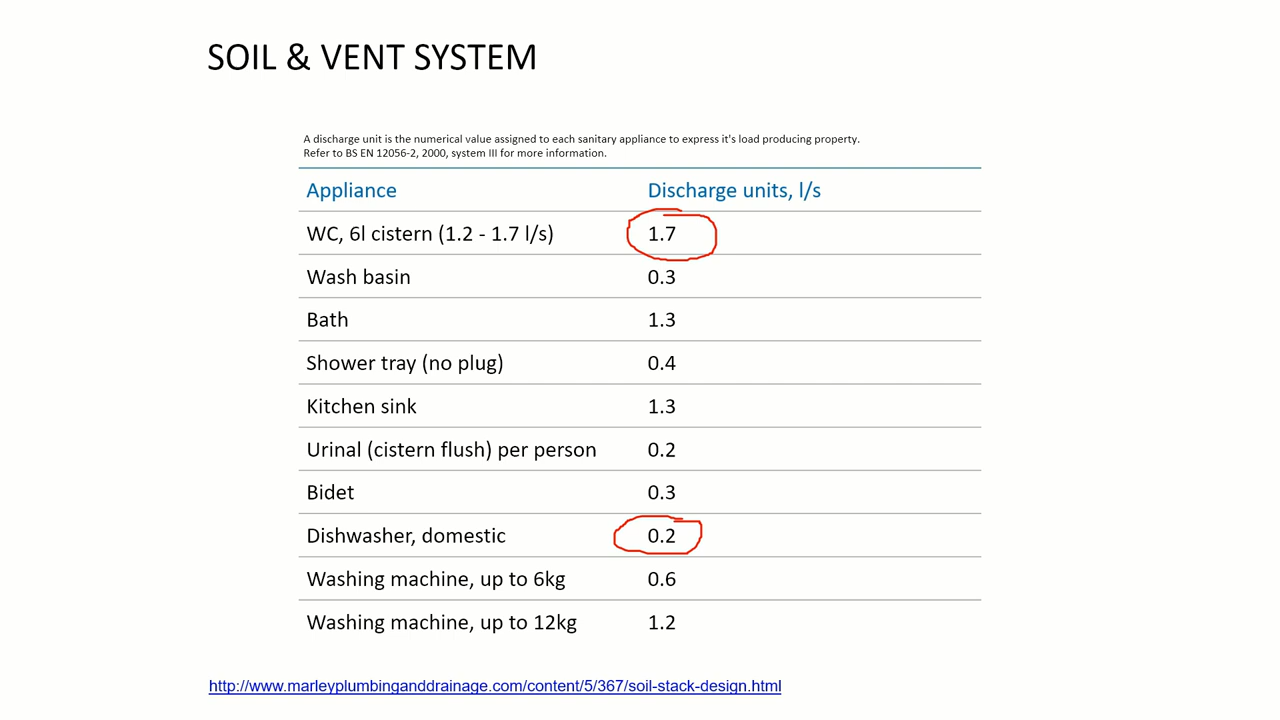 SOIL & VENT SYSTEM
A discharge unit is the numerical value assigned to each sanitary appliance to express it's load producing property.
Refer to BS EN 12056-2, 2000, system III for more information.
Appliance Discharge units, l/s
WC, 6l cistern (1.2 - 1.7 l/s) 1.7
Wash basin 0.3
Bath 1.3
Shower tray (no plug) 0.4
Kitchen sink 1.3
Urinal (cistern flush) per person 0.2
Bidet 0.3
Dishwasher, domestic 0.2
Washing machine, up to 6kg 0.6
Washing machine, up to 12kg 1.2
http://www.marleyplumbinganddrainage.com/content/5/367/soil-stack-design.html